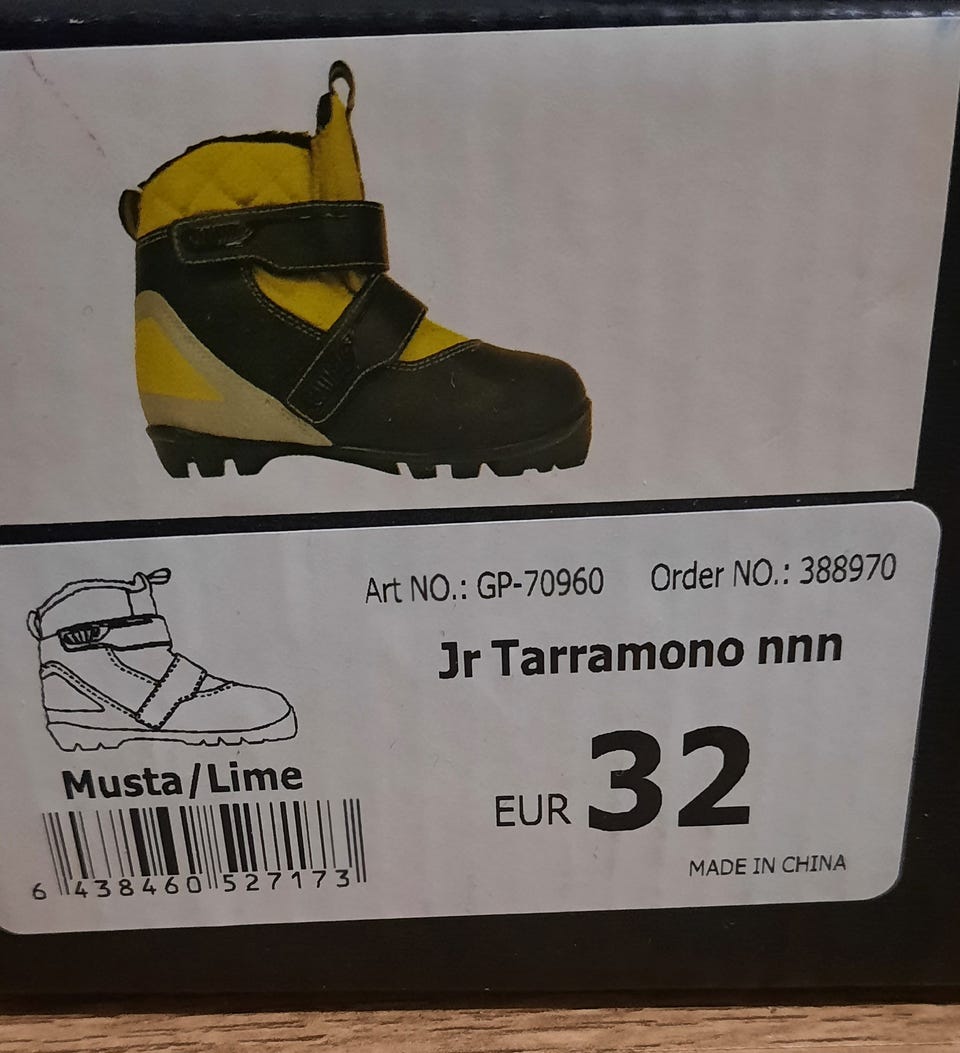 Art NO.: GP-70960 Order NO.: 388970
Jr Tarramono nnn
Musta/Lime
EUR 32
6 438460 527173
MADE IN CHINA